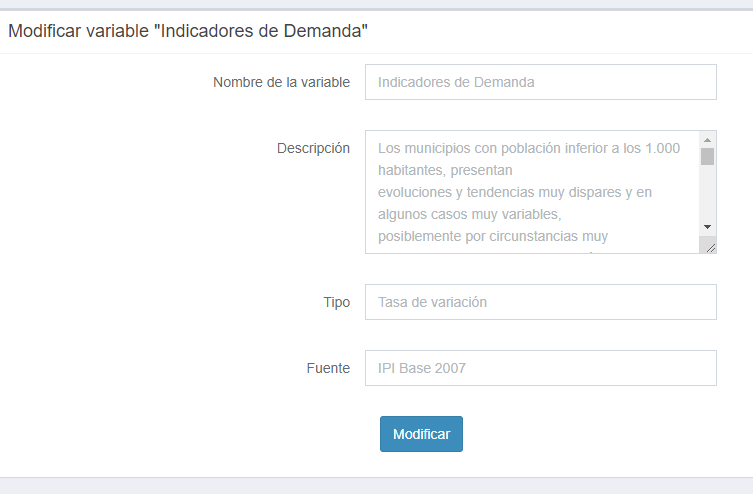 Modificar variable "Indicadores de Demanda"
Nombre de la variable
Indicadores de Demanda
Descripción
Los municipios con población inferior a los 1.000
habitantes, presentan
evoluciones y tendencias muy dispares y en
algunos casos muy variables,
posiblemente por circunstancias muy
Tipo
Tasa de variación
Fuente
IPI Base 2007
Modificar